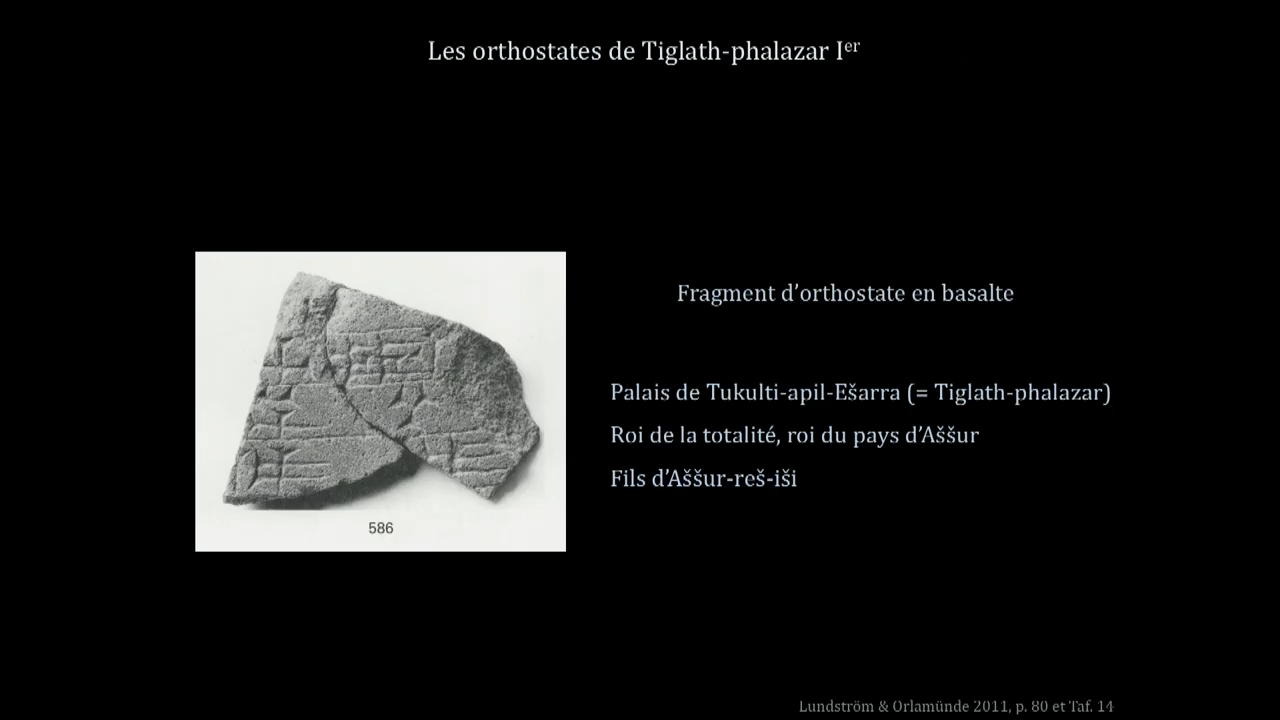 Les orthostates de Tiglath-phalazar Iᵉʳ
Fragment d’orthostate en basalte
Palais de Tukulti-apil-Ešarra (= Tiglath-phalazar)
Roi de la totalité, roi du pays d’Aššur
Fils d’Aššur-reš-iši
586
Lundström & Orlamünde 2011, p. 80 et Taf. 14